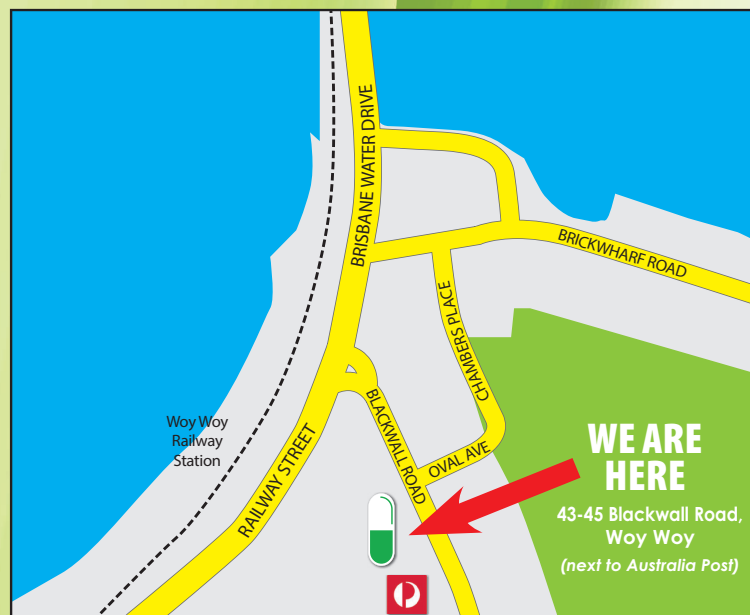 BRISBANE WATER DRIVE
BRICKWHARF ROAD
CHAMBERS PLACE
Woy Woy
Railway
Station
RAILWAY STREET
BLACKWALL ROAD
OVAL AVE
WE ARE
HERE
43-45 Blackwall Road,
Woy Woy
(next to Australia Post)